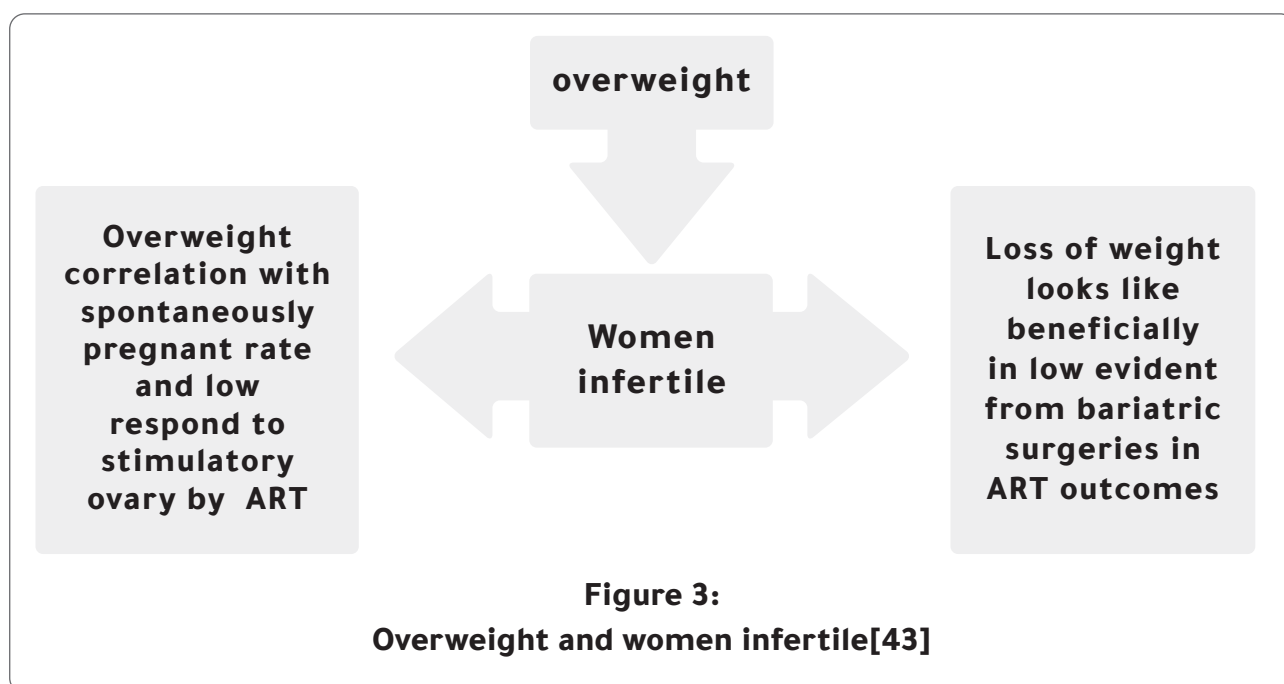 overweight
Overweight
correlation with
spontaneously
pregnant rate
and low
respond to
stimulatory
ovary by ART
Women
infertile
Loss of weight
looks like
beneficially
in low evident
from bariatric
surgeries in
ART outcomes
Figure 3:
Overweight and women infertile[43]